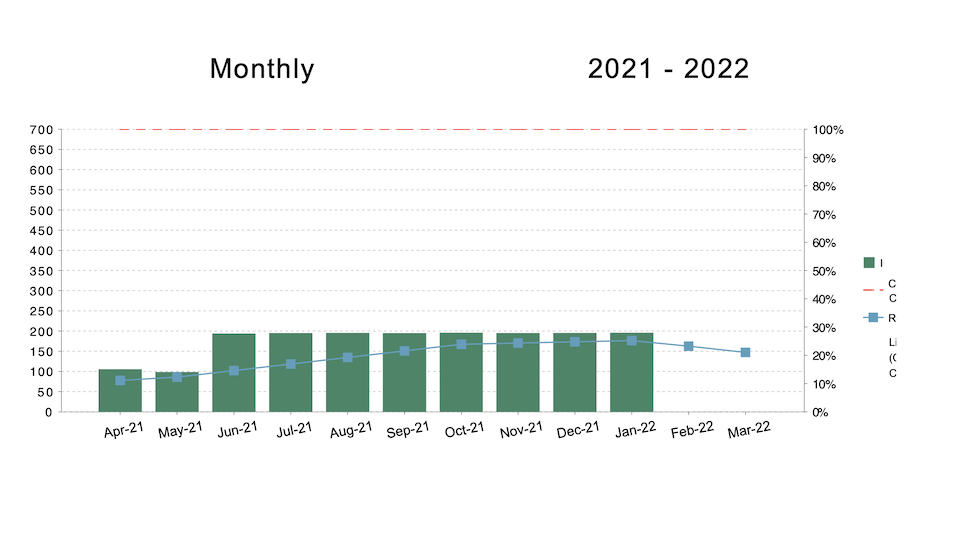 Monthly 2021 - 2022
700
650
600
550
500
450
400
350
300
250
200
150
100
50
0
100%
90%
80%
70%
60%
50%
40%
30%
20%
10%
0%
Apr-21 May-21 Jun-21 Jul-21 Aug-21 Sep-21 Oct-21 Nov-21 Dec-21 Jan-22 Feb-22 Mar-22
I
C
C
R
Li
(C
C